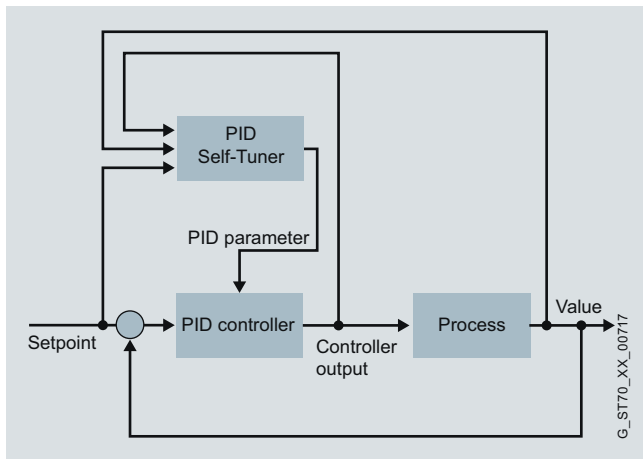 PID
Self-Tuner
PID parameter
Setpoint
PID controller
Controller
output
Process
Value
G_ST70_XX_00717